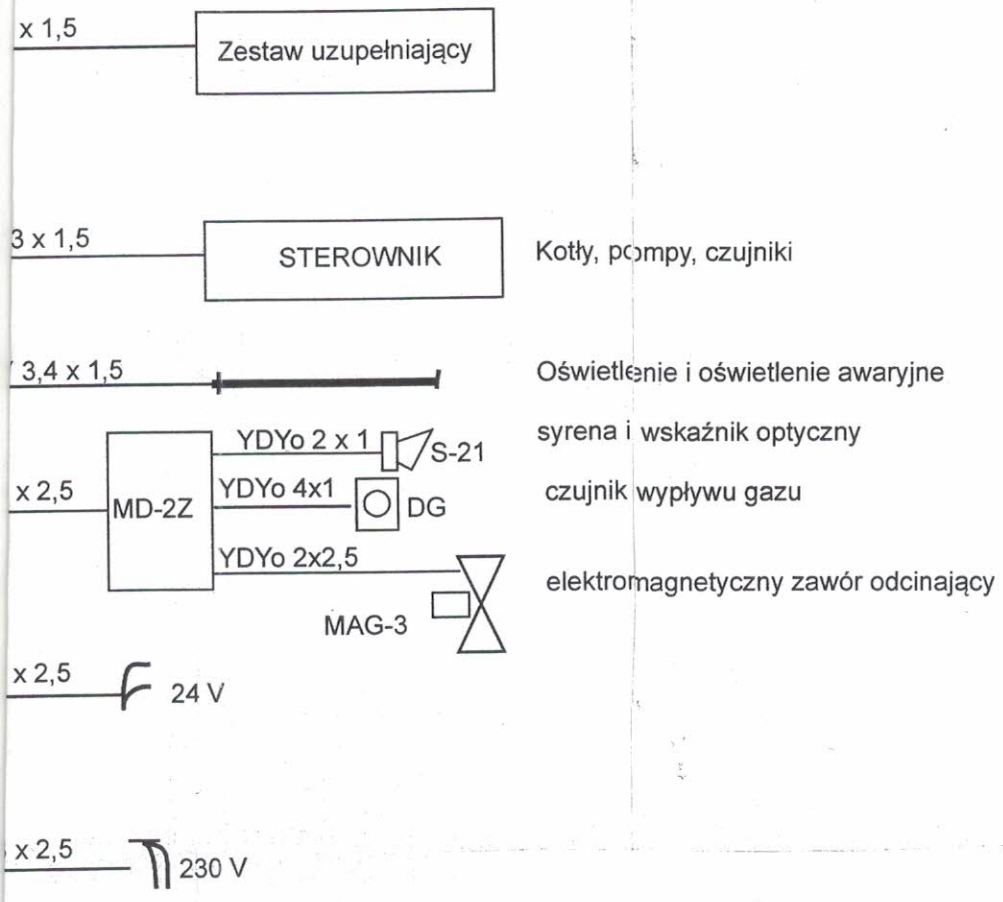 x 1,5
Zestaw uzupełniający
3 x 1,5
STEROWNIK
Kotły, pompy, czujniki
3,4 x 1,5
Oświetlenie i oświetlenie awaryjne
YDYo 2 x 1
S-21
syrena i wskaźnik optyczny
x 2,5
MD-2Z
YDYo 4x1
DG
czujnik wypływu gazu
YDYo 2x2,5
MAG-3
elektromagnetyczny zawór odcinający
x 2,5
24 V
x 2,5
230 V